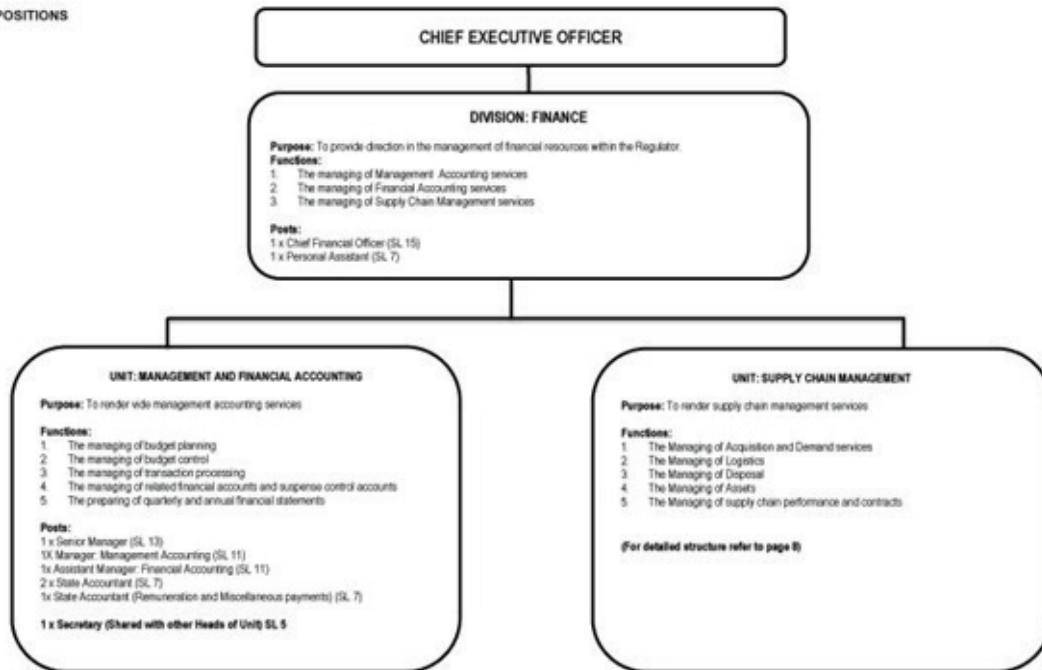 POSITIONS
CHIEF EXECUTIVE OFFICER
DIVISION: FINANCE
Purpose: To provide direction in the management of financial resources within the Regulator.
Functions:
1. The managing of Management Accounting services
2. The managing of Financial Accounting services
3. The managing of Supply Chain Management services
Posts:
1 x Chief Financial Officer (SL 15)
1 x Personal Assistant (SL 7)
UNIT: MANAGEMENT AND FINANCIAL ACCOUNTING
Purpose: To render vide management accounting services
Functions:
1. The managing of budget planning
2. The managing of budget control
3. The managing of transaction processing
4. The managing of related financial accounts and suspense control accounts
5. The preparing of quarterly and annual financial statements
Posts:
1 x Senior Manager (SL 13)
1X Manager: Management Accounting (SL 11)
1x Assistant Manager: Financial Accounting (SL 11)
2 x State Accountant (SL 7)
1x State Accountant (Remuneration and Miscellaneous payments) (SL 7)
1 x Secretary (Shared with other Heads of Unit) SL 5
UNIT: SUPPLY CHAIN MANAGEMENT
Purpose: To render supply chain management services
Functions:
1. The Managing of Acquisition and Demand services
2. The Managing of Logistics
3. The Managing of Disposal
4. The Managing of Assets
5. The Managing of supply chain performance and contracts
(For detailed structure refer to page 8)